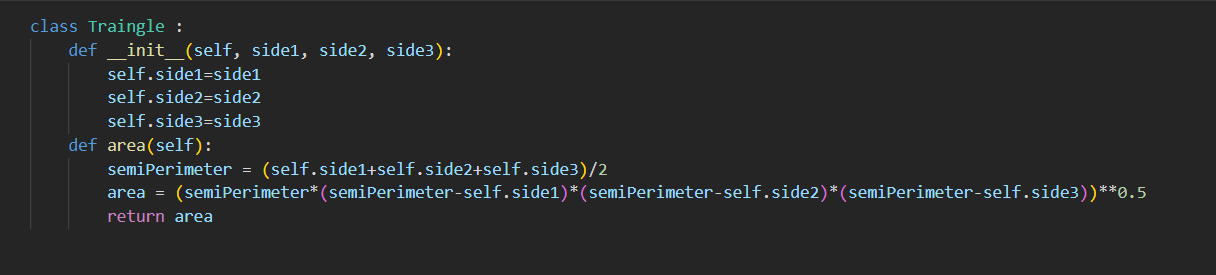 class Traingle :
    def __init__(self, side1, side2, side3):
        self.side1=side1
        self.side2=side2
        self.side3=side3
    def area(self):
        semiPerimeter = (self.side1+self.side2+self.side3)/2
        area = (semiPerimeter*(semiPerimeter-self.side1)*(semiPerimeter-self.side2)*(semiPerimeter-self.side3))**0.5
        return area